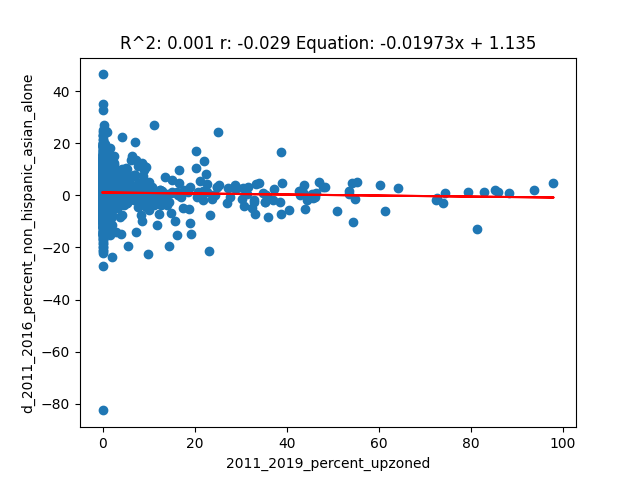 R^2: 0.001 r: -0.029 Equation: -0.01973x + 1.135
d_2011_2016_percent_non_hispanic_asian_alone
40
20
0
−20
−40
−60
−80
0 20 40 60 80 100
2011_2019_percent_upzoned